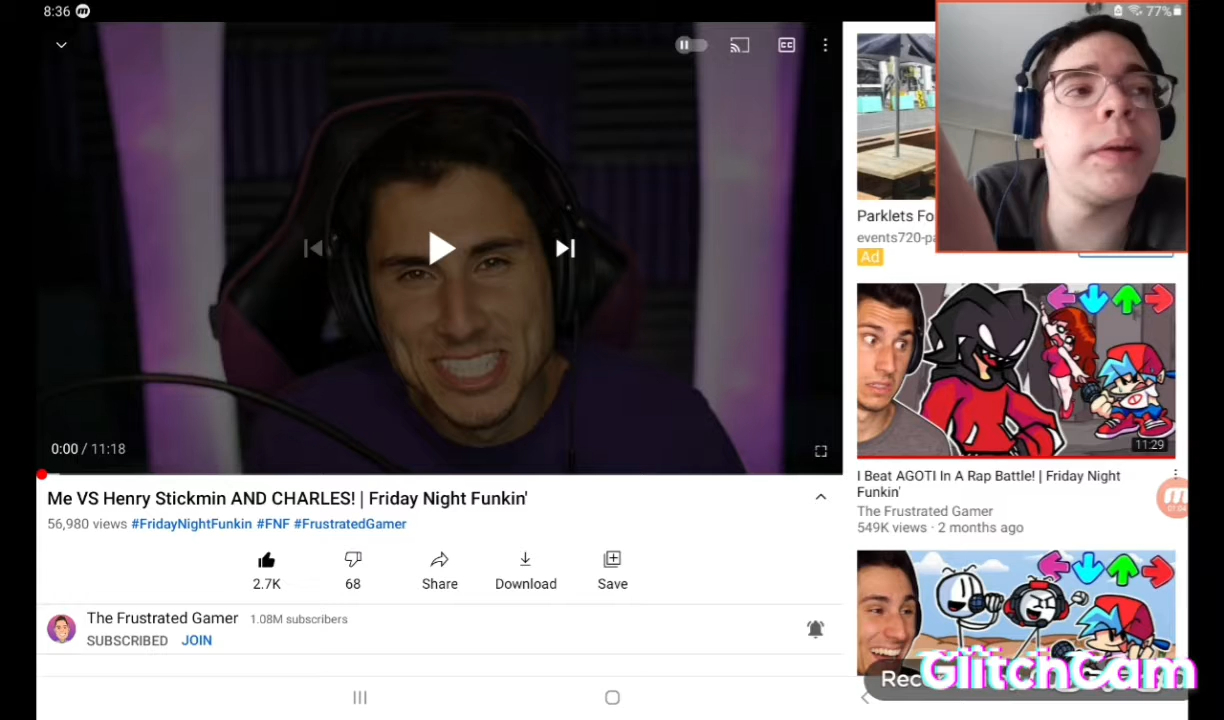 8:36
77%
CC
0:00 / 11:18
Me VS Henry Stickmin AND CHARLES! | Friday Night Funkin'
56,980 views #FridayNightFunkin #FNF #FrustratedGamer
2.7K
68
Share
Download
Save
The Frustrated Gamer 1.08M subscribers
SUBSCRIBED JOIN
Parklets
Ad
11:29
I Beat AGOTI In A Rap Battle! | Friday Night
Funkin'
The Frustrated Gamer
549K views · 2 months ago
01:04
GlitchCam